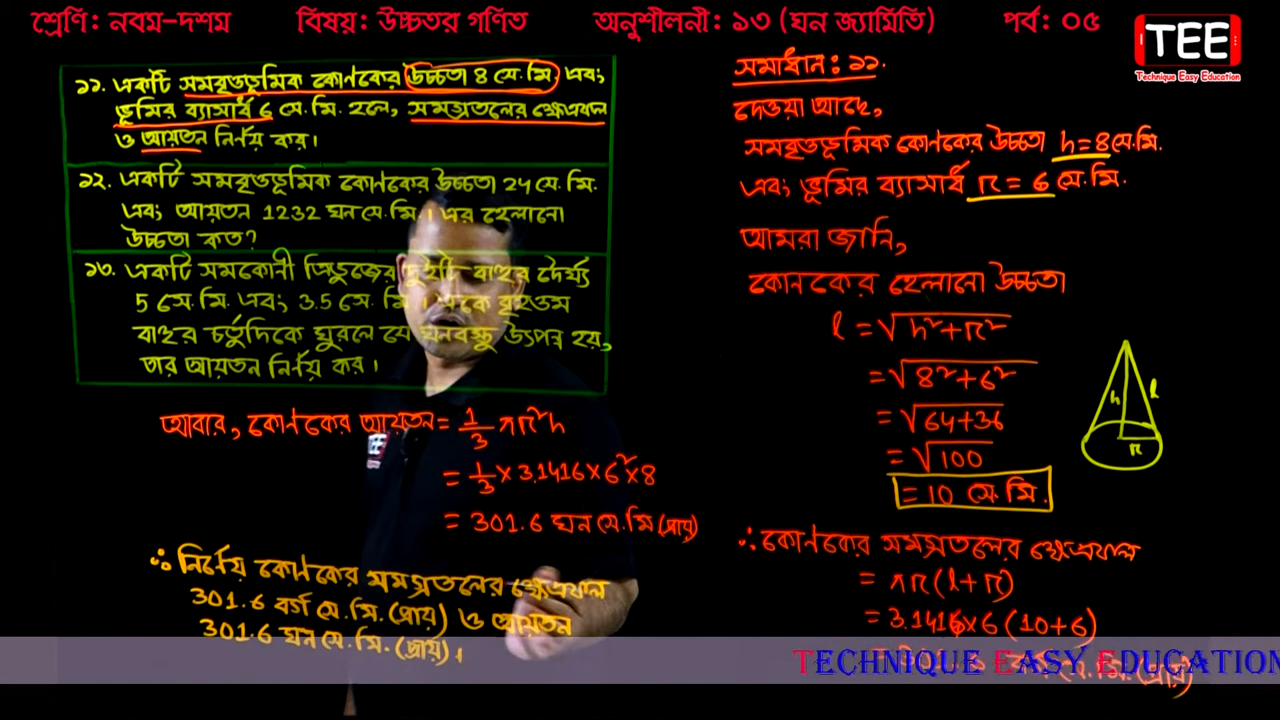 শ্রেণি: নবম-দশম বিষয়: উচ্চতর গণিত অনুশীলনী: ১৩ (ঘন জ্যামিতি) পর্ব: ০৫
TEE
Technique Easy Education
১১. একটি সমবৃত্তভূমিক কোণকের উচ্চতা 8 সে.মি এবং
ভূমির ব্যাসার্ধ 6 সে.মি. হলে, সমগ্রতলের ক্ষেত্রফল
ও আয়তন নির্ণয় কর।
১২. একটি সমবৃত্তভূমিক কোণকের উচ্চতা 24 সে.মি.
এবং আয়তন 1232 ঘন সে.মি.। এর হেলানো
উচ্চতা কত?
১৩. একটি সমকোনী ত্রিভুজের দুইটি বাহুর দৈর্ঘ্য
5 সে.মি এবং 3.5 সে.মি। একে বৃহত্তম
বাহুর চর্তুদিকে ঘুরলে যে ঘনবস্তু উৎপন্ন হয়,
তার আয়তন নির্ণয় কর।
আবার, কোণকের আয়তন = 1/3 πr²h
= 1/3 × 3.1416 × 6² × 8
= 301.6 ঘন সে.মি (প্রায়)
∴ নির্ণেয় কোণকের সমগ্রতলের ক্ষেত্রফল
301.6 বর্গ সে.মি. (প্রায়) ও আয়তন
301.6 ঘন সে.মি. (প্রায়)।
সমাধান: ১১.
দেওয়া আছে,
সমবৃত্তভূমিক কোণকের উচ্চতা h = 8 সে.মি.
এবং ভূমির ব্যাসার্ধ r = 6 সে.মি.
আমরা জানি,
কোনকের হেলানো উচ্চতা
l = √h²+r²
= √8²+6²
= √64+36
= √100
= 10 সে.মি.
h l
r
∴ কোণকের সমগ্রতলের ক্ষেত্রফল
= πr(l+r)
= 3.1416×6(10+6)
সে.মি. (প্রায়)
TECHNIQUE EASY EDUCATION